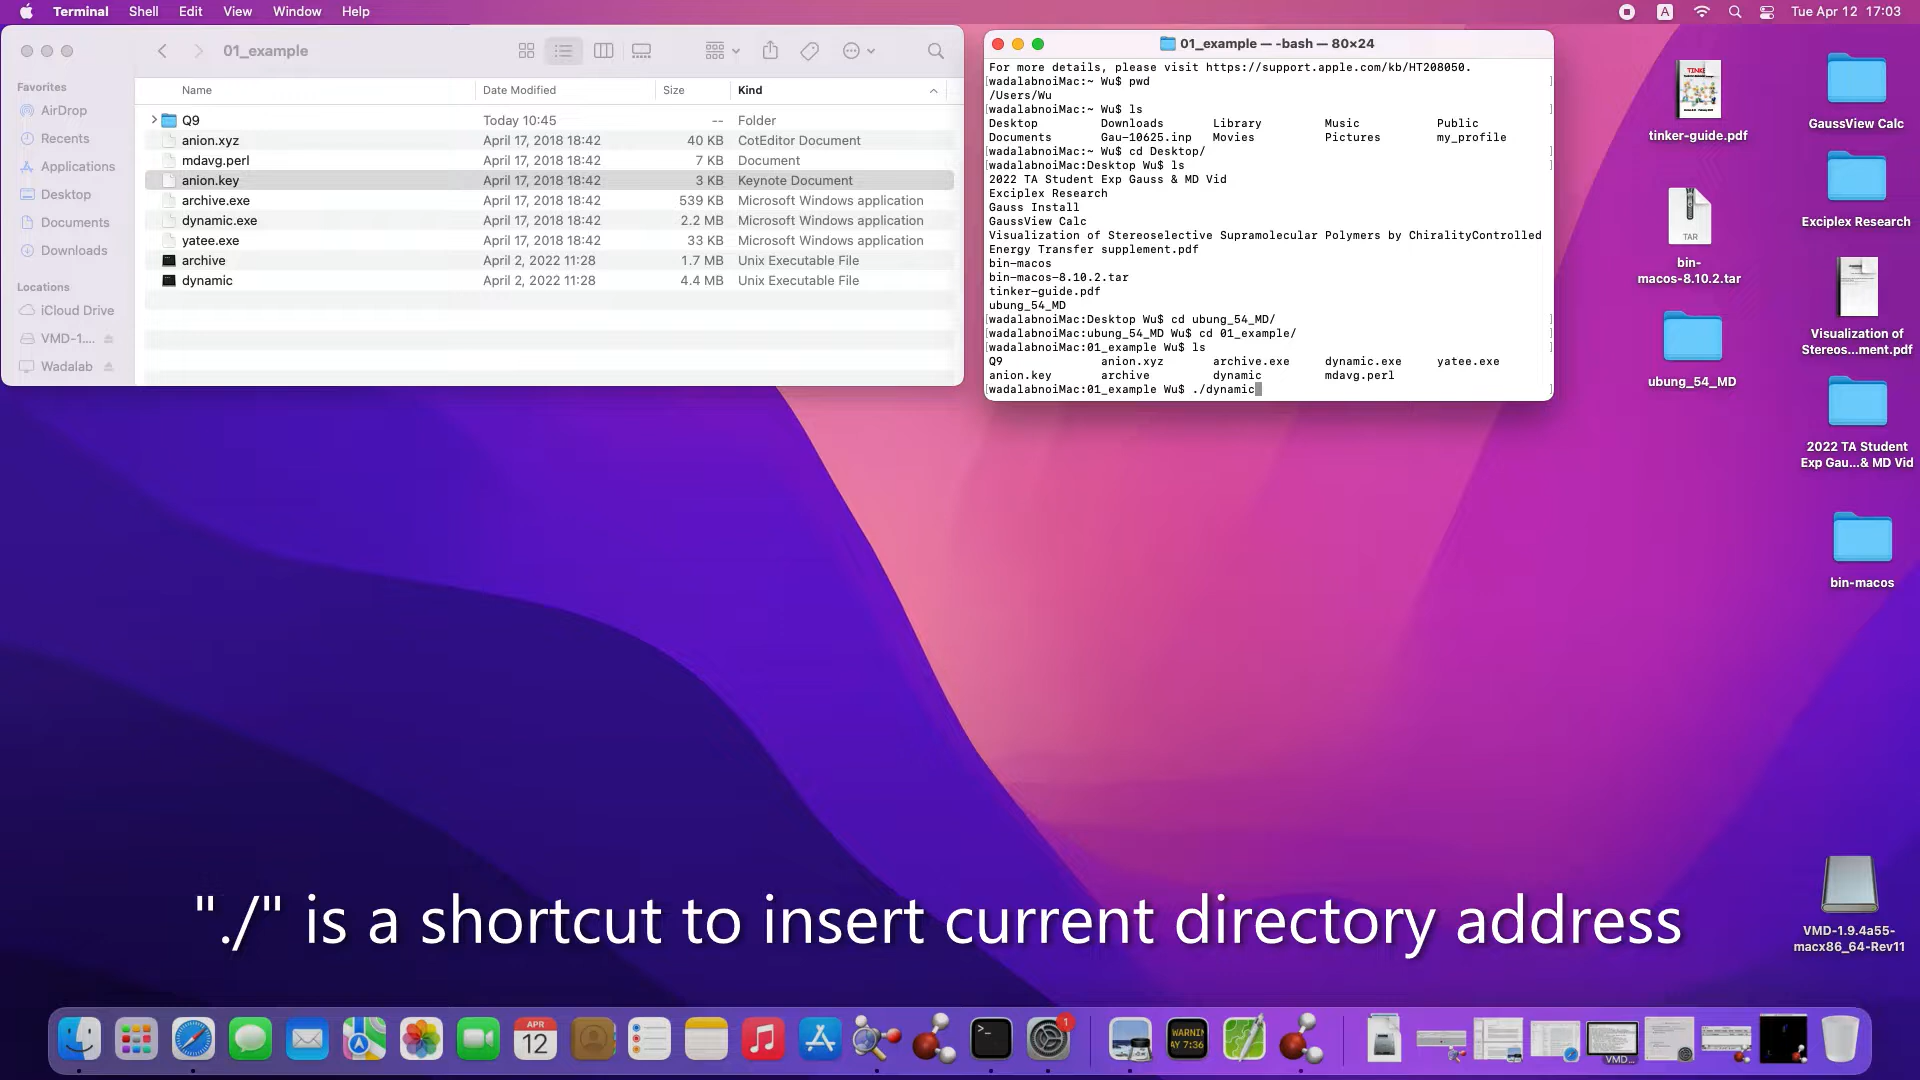 Terminal Shell Edit View Window Help
A Tue Apr 12 17:03
01_example
Favorites
AirDrop
Recents
Applications
Desktop
Documents
Downloads
Locations
iCloud Drive
VMD-1....
Wadalab
Name Date Modified Size Kind
Q9 Today 10:45 -- Folder
anion.xyz April 17, 2018 18:42 40 KB CotEditor Document
mdavg.perl April 17, 2018 18:42 7 KB Document
anion.key April 17, 2018 18:42 3 KB Keynote Document
archive.exe April 17, 2018 18:42 539 KB Microsoft Windows application
dynamic.exe April 17, 2018 18:42 2.2 MB Microsoft Windows application
yatee.exe April 17, 2018 18:42 33 KB Microsoft Windows application
archive April 2, 2022 11:28 1.7 MB Unix Executable File
dynamic April 2, 2022 11:28 4.4 MB Unix Executable File
01_example — -bash — 80×24
For more details, please visit https://support.apple.com/kb/HT208050.
[wadalabnoiMac:~ Wu$ pwd ]
/Users/Wu
[wadalabnoiMac:~ Wu$ ls ]
Desktop Downloads Library Music Public
Documents Gau-10625.inp Movies Pictures my_profile
[wadalabnoiMac:~ Wu$ cd Desktop/ ]
[wadalabnoiMac:Desktop Wu$ ls ]
2022 TA Student Exp Gauss & MD Vid
Exciplex Research
Gauss Install
GaussView Calc
Visualization of Stereoselective Supramolecular Polymers by ChiralityControlled
Energy Transfer supplement.pdf
bin-macos
bin-macos-8.10.2.tar
tinker-guide.pdf
ubung_54_MD
[wadalabnoiMac:Desktop Wu$ cd ubung_54_MD/ ]
[wadalabnoiMac:ubung_54_MD Wu$ cd 01_example/ ]
[wadalabnoiMac:01_example Wu$ ls ]
Q9 anion.xyz archive.exe dynamic.exe yatee.exe
anion.key archive dynamic mdavg.perl
[wadalabnoiMac:01_example Wu$ ./dynamic ]
tinker-guide.pdf
TAR
bin-
macos-8.10.2.tar
ubung_54_MD
GaussView Calc
Exciplex Research
Visualization of
Stereos...ment.pdf
2022 TA Student
Exp Gau...& MD Vid
bin-macos
VMD-1.9.4a55-
macx86_64-Rev11
"./" is a shortcut to insert current directory address
APR
12
1
WARNIN
AY 7:36
VMD...